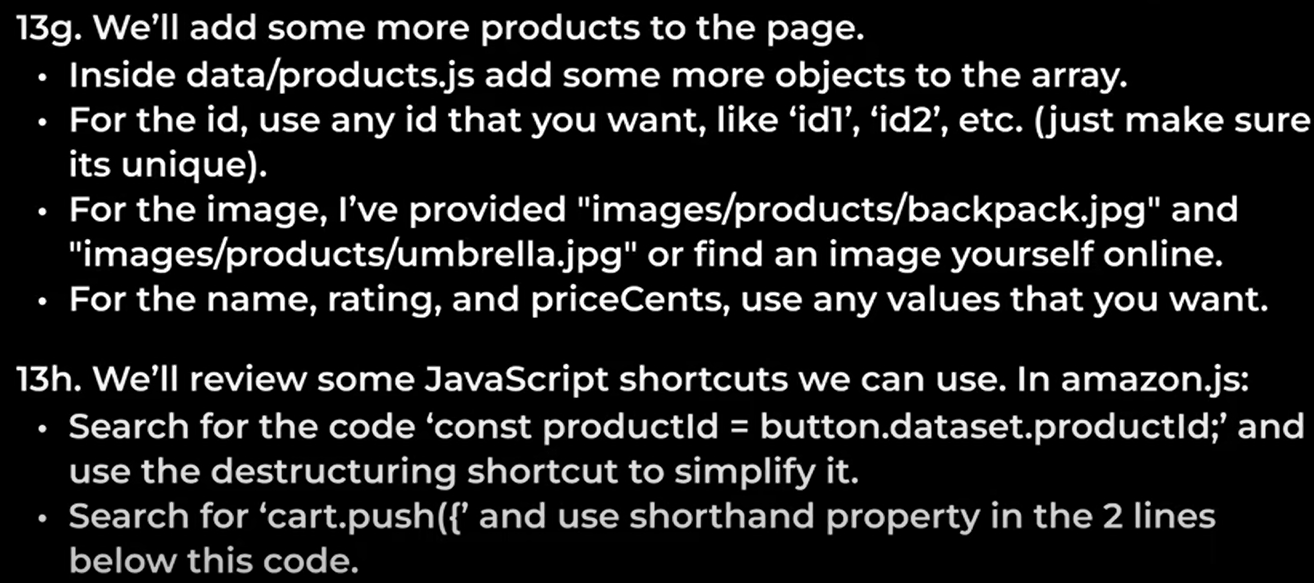 13g. We’ll add some more products to the page.
• Inside data/products.js add some more objects to the array.
• For the id, use any id that you want, like ‘id1’, ‘id2’, etc. (just make sure
its unique).
• For the image, I’ve provided "images/products/backpack.jpg" and
"images/products/umbrella.jpg" or find an image yourself online.
• For the name, rating, and priceCents, use any values that you want.
13h. We’ll review some JavaScript shortcuts we can use. In amazon.js:
• Search for the code ‘const productId = button.dataset.productId;’ and
use the destructuring shortcut to simplify it.
• Search for ‘cart.push({’ and use shorthand property in the 2 lines
below this code.